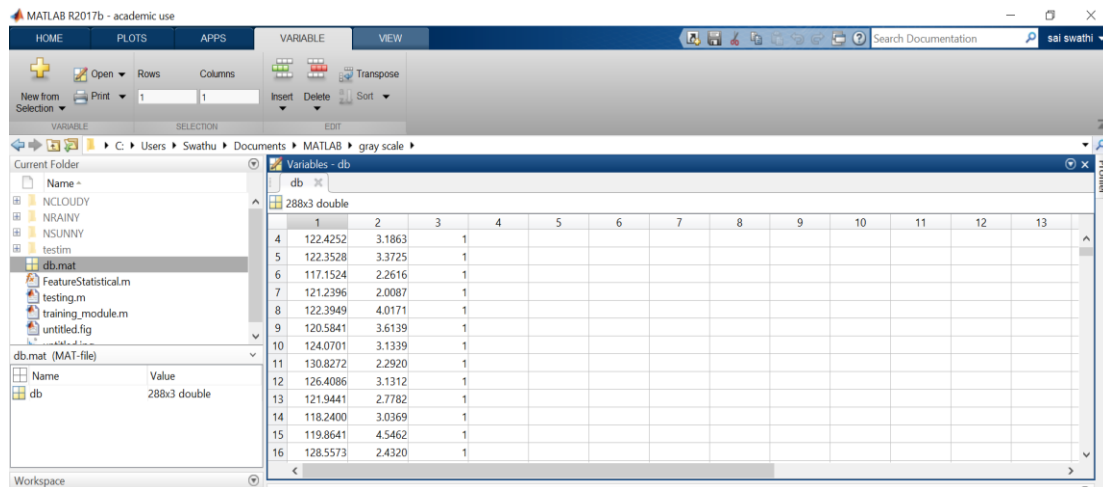 MATLAB R2017b - academic use
HOME PLOTS APPS VARIABLE VIEW Search Documentation sai swathi
New from Selection Open Print Rows Columns 1 1 Insert Delete Transpose Sort
VARIABLE SELECTION EDIT
C: Users Swathu Documents MATLAB gray scale
Current Folder
Name
NCLOUDY
NRAINY
NSUNNY
testim
db.mat
FeatureStatistical.m
testing.m
training_module.m
untitled.fig
db.mat (MAT-file)
Name Value
db 288x3 double
Workspace
Variables - db
db
288x3 double
1 2 3 4 5 6 7 8 9 10 11 12 13
4 122.4252 3.1863 1
5 122.3528 3.3725 1
6 117.1524 2.2616 1
7 121.2396 2.0087 1
8 122.3949 4.0171 1
9 120.5841 3.6139 1
10 124.0701 3.1339 1
11 130.8272 2.2920 1
12 126.4086 3.1312 1
13 121.9441 2.7782 1
14 118.2400 3.0369 1
15 119.8641 4.5462 1
16 128.5573 2.4320 1